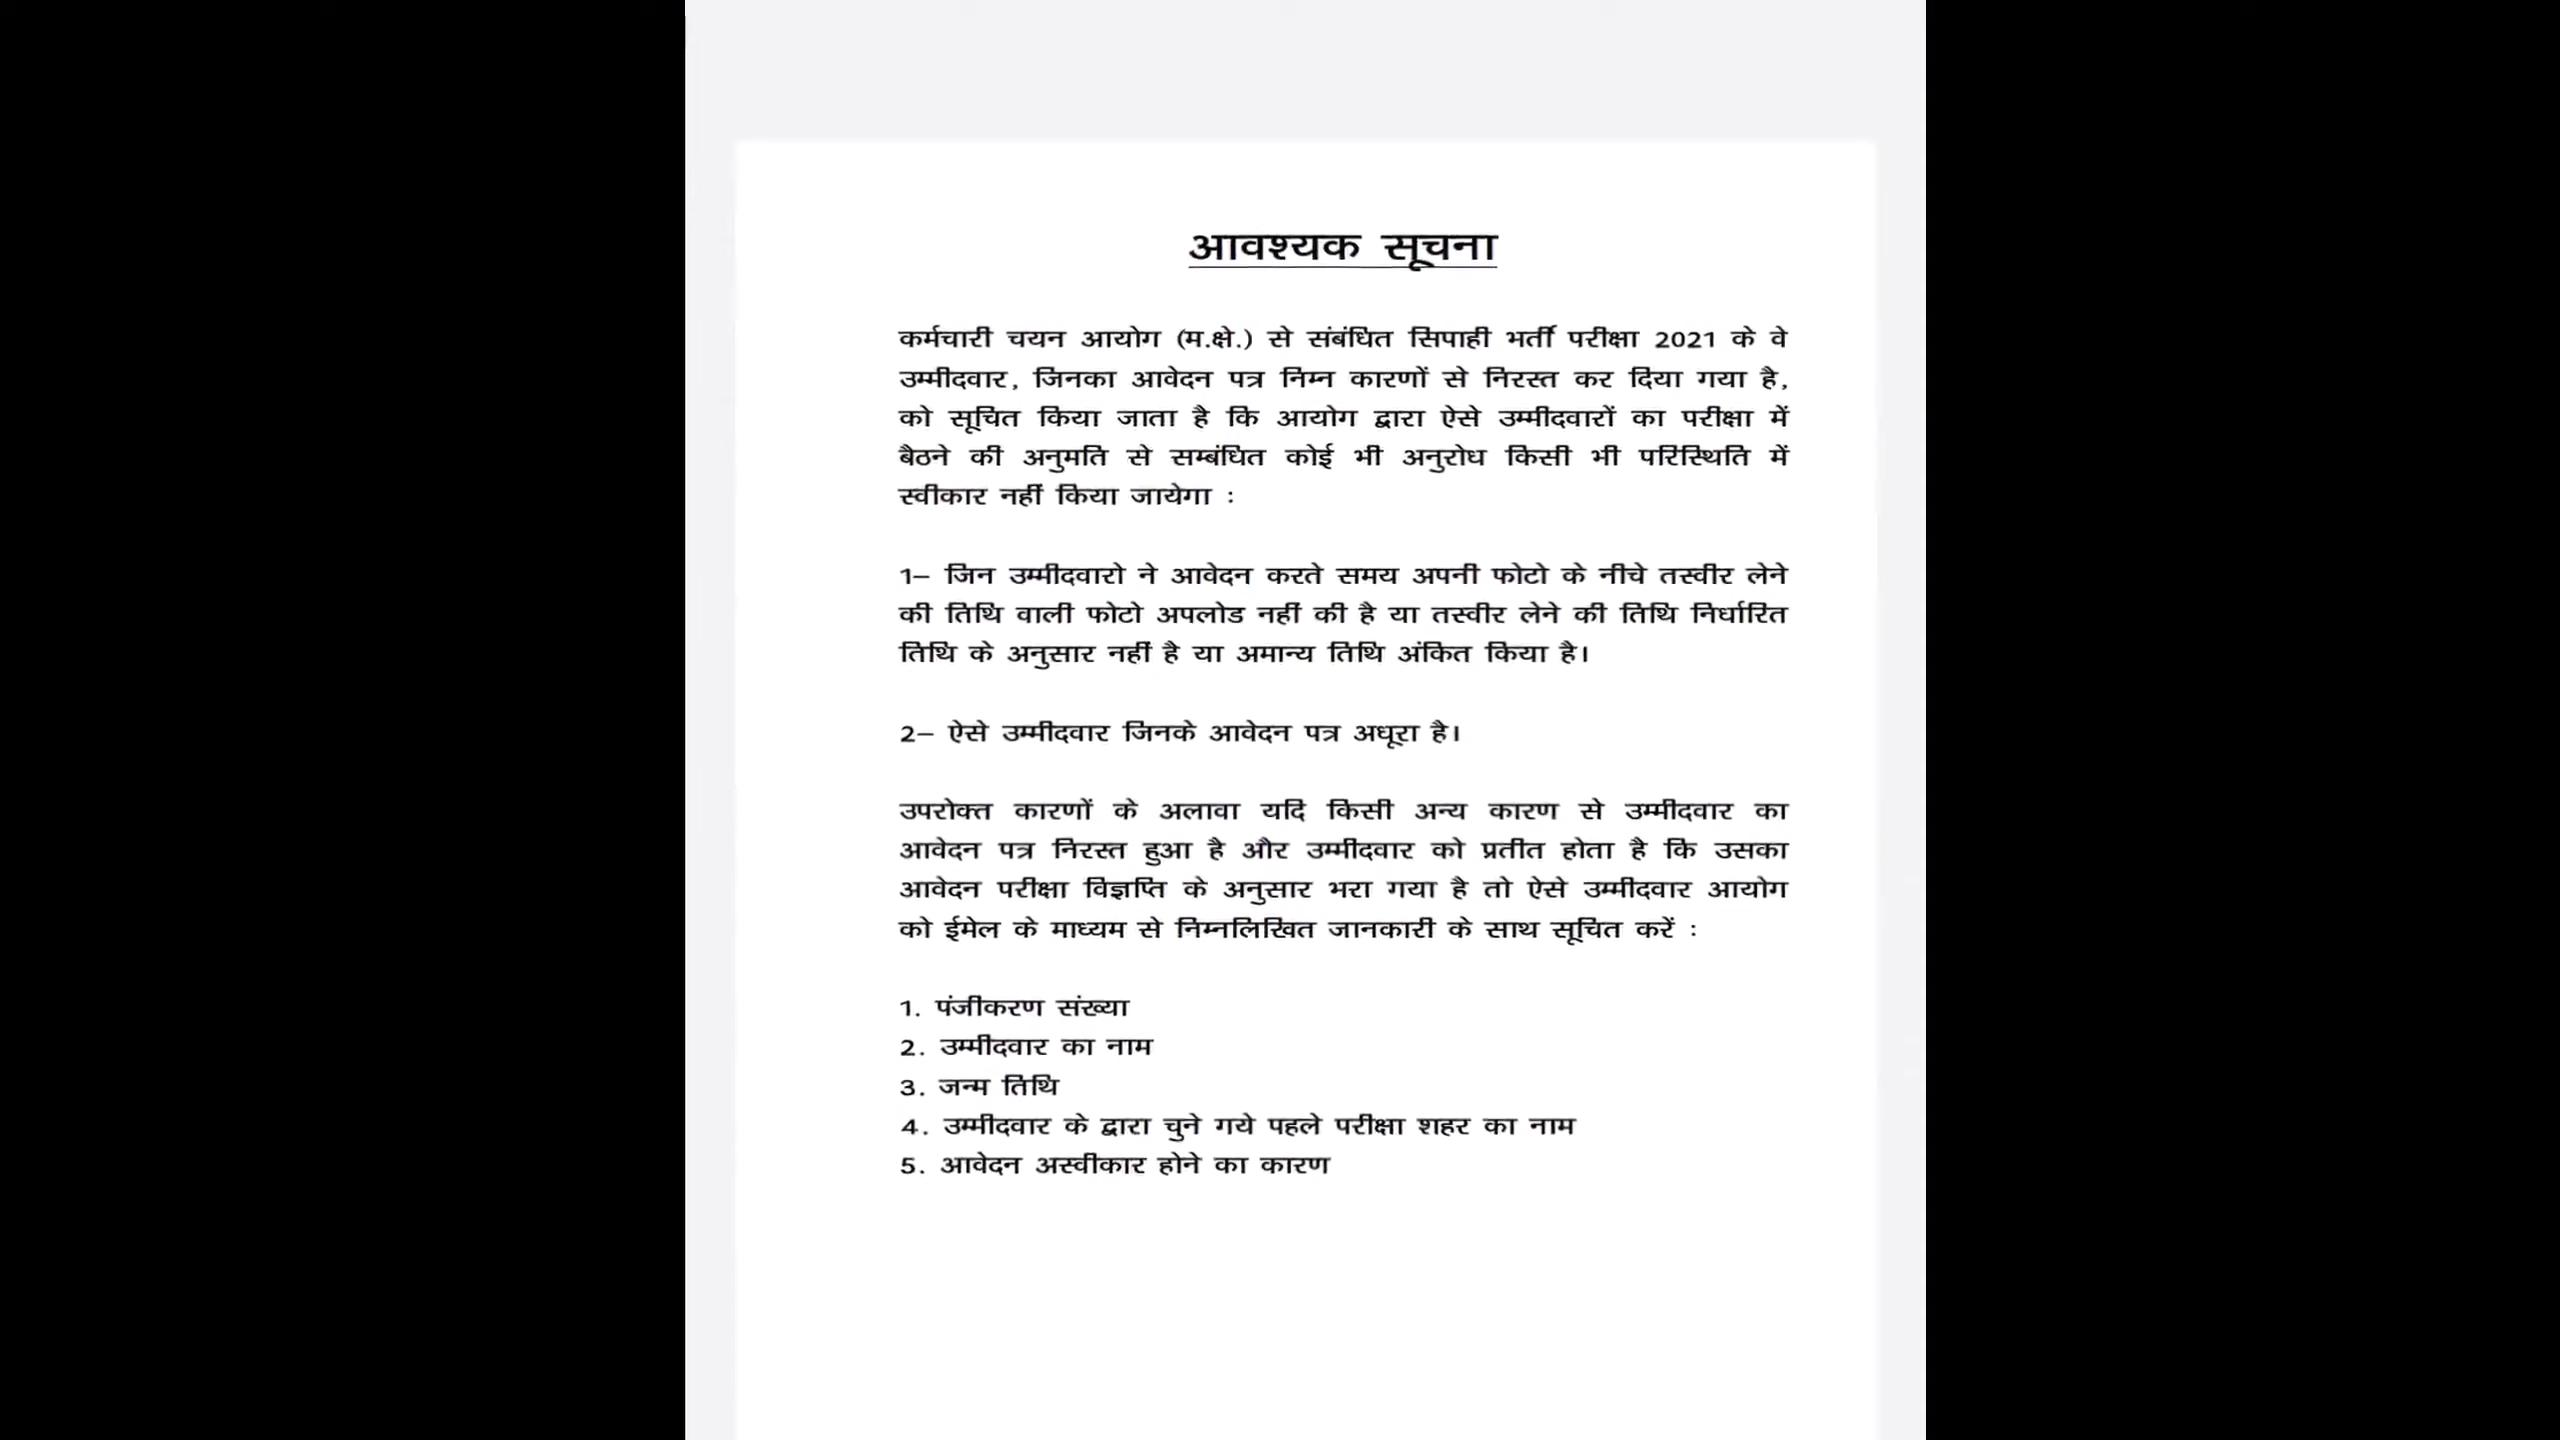 आवश्यक सूचना
कर्मचारी चयन आयोग (म.क्षे.) से संबंधित सिपाही भर्ती परीक्षा 2021 के वे
उम्मीदवार, जिनका आवेदन पत्र निम्न कारणों से निरस्त कर दिया गया है,
को सूचित किया जाता है कि आयोग द्वारा ऐसे उम्मीदवारों का परीक्षा में
बैठने की अनुमति से सम्बंधित कोई भी अनुरोध किसी भी परिस्थिति में
स्वीकार नहीं किया जायेगा :
1– जिन उम्मीदवारो ने आवेदन करते समय अपनी फोटो के नीचे तस्वीर लेने
की तिथि वाली फोटो अपलोड नहीं की है या तस्वीर लेने की तिथि निर्धारित
तिथि के अनुसार नहीं है या अमान्य तिथि अंकित किया है।
2– ऐसे उम्मीदवार जिनके आवेदन पत्र अधूरा है।
उपरोक्त कारणों के अलावा यदि किसी अन्य कारण से उम्मीदवार का
आवेदन पत्र निरस्त हुआ है और उम्मीदवार को प्रतीत होता है कि उसका
आवेदन परीक्षा विज्ञप्ति के अनुसार भरा गया है तो ऐसे उम्मीदवार आयोग
को ईमेल के माध्यम से निम्नलिखित जानकारी के साथ सूचित करें :
1. पंजीकरण संख्या
2. उम्मीदवार का नाम
3. जन्म तिथि
4. उम्मीदवार के द्वारा चुने गये पहले परीक्षा शहर का नाम
5. आवेदन अस्वीकार होने का कारण